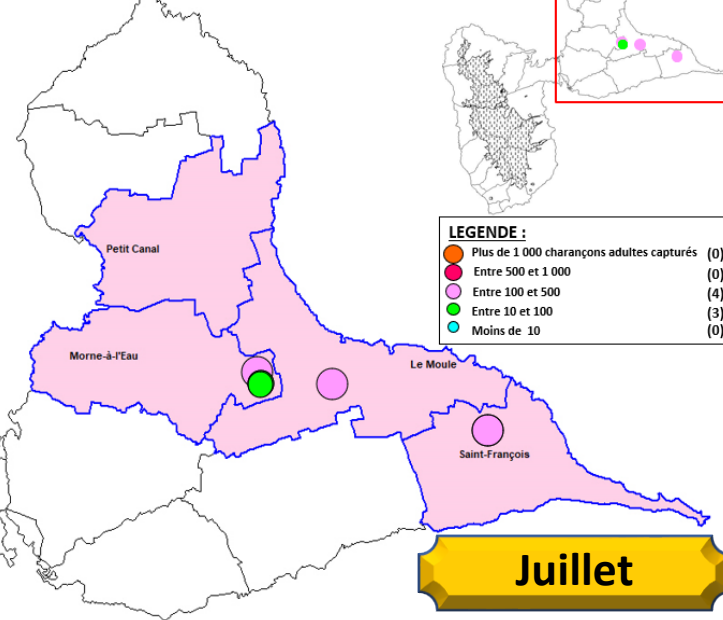 LEGENDE :
Plus de 1 000 charançons adultes capturés (0)
Entre 500 et 1 000 (0)
Entre 100 et 500 (4)
Entre 10 et 100 (3)
Moins de 10 (0)
Petit Canal
Morne-à-l'Eau
Le Moule
Saint-François
Juillet